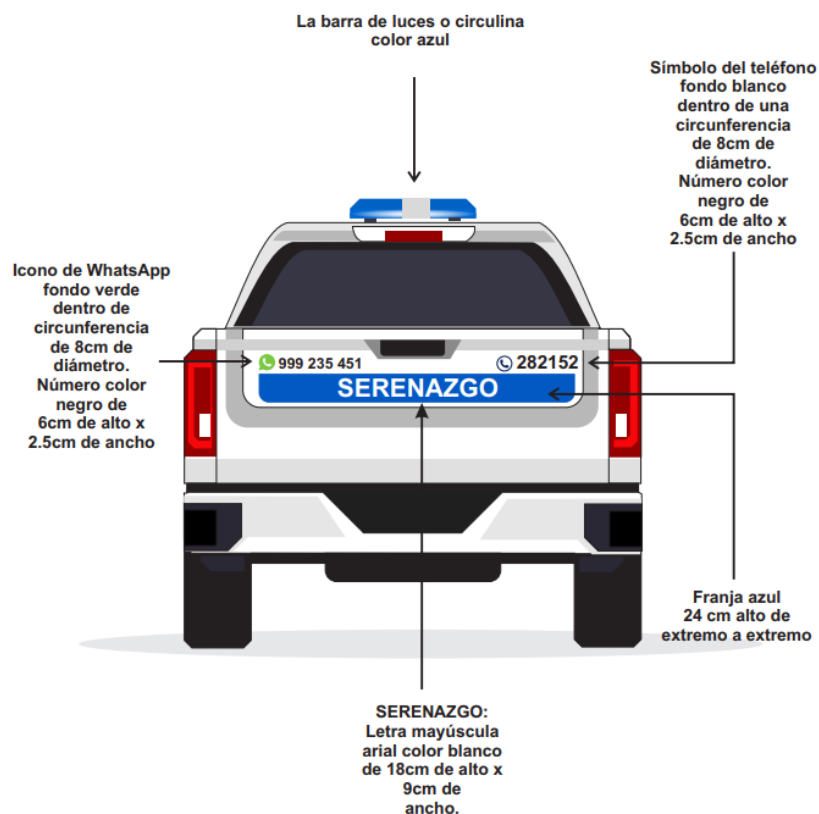 La barra de luces o circulina
color azul
Símbolo del teléfono
fondo blanco
dentro de una
circunferencia
de 8cm de
diámetro.
Número color
negro de
6cm de alto x
2.5cm de ancho
Icono de WhatsApp
fondo verde
dentro de
circunferencia
de 8cm de
diámetro.
Número color
negro de
6cm de alto x
2.5cm de ancho
999 235 451
282152
SERENAZGO
Franja azul
24 cm alto de
extremo a extremo
SERENAZGO:
Letra mayúscula
arial color blanco
de 18cm de alto x
9cm de
ancho.